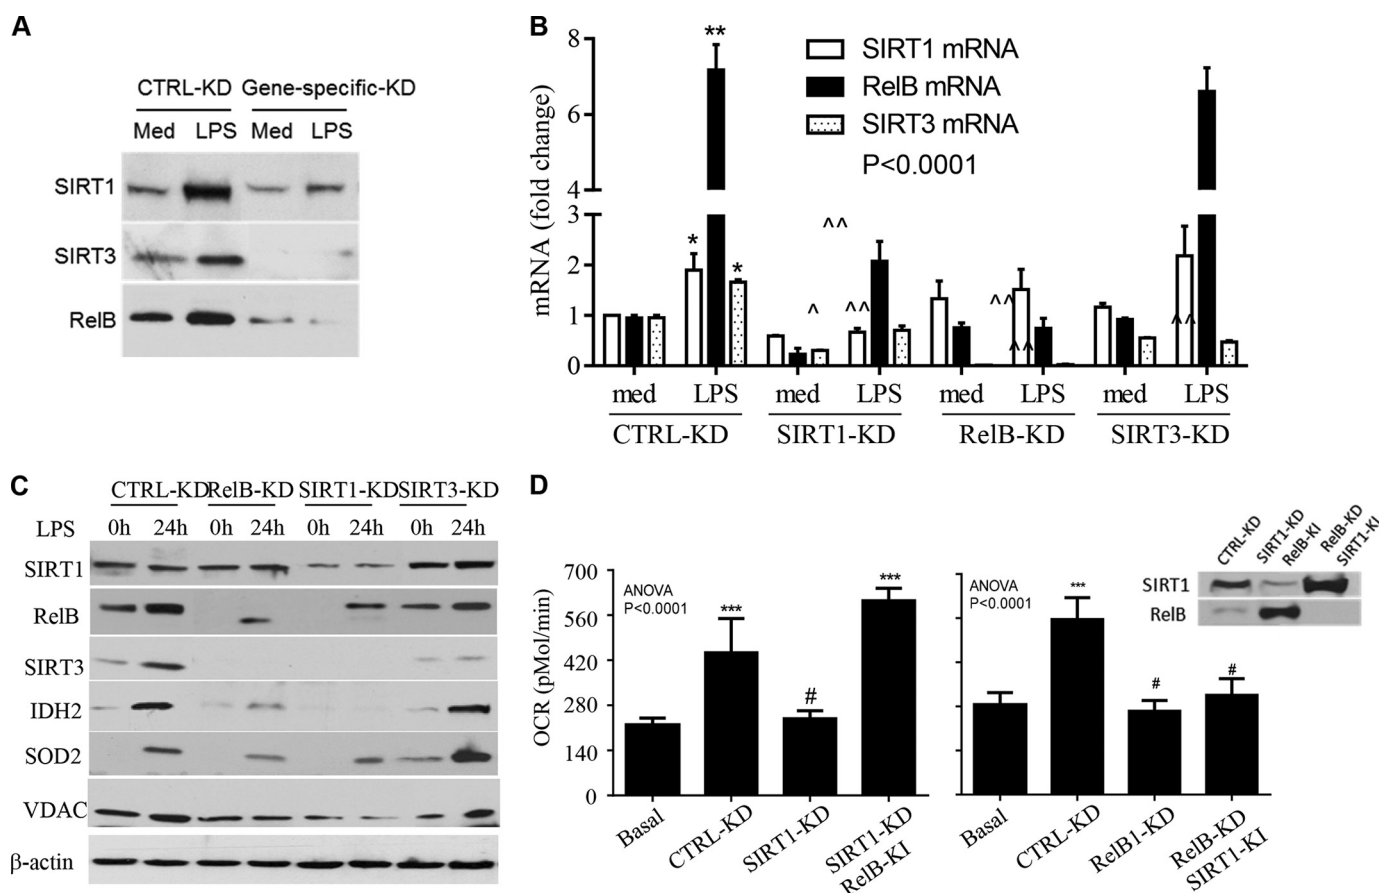 A
CTRL-KD Gene-specific-KD
Med LPS Med LPS
SIRT1
SIRT3
RelB
B
mRNA (fold change)
8
6
4
3
2
1
0
SIRT1 mRNA
RelB mRNA
SIRT3 mRNA
P<0.0001
**
*
*
^^
^
^^
^^
^^
^^
med LPS med LPS med LPS med LPS
CTRL-KD SIRT1-KD RelB-KD SIRT3-KD
C
CTRL-KD RelB-KD SIRT1-KD SIRT3-KD
LPS 0h 24h 0h 24h 0h 24h 0h 24h
SIRT1
RelB
SIRT3
IDH2
SOD2
VDAC
β-actin
D
OCR (pMol/min)
700
560
420
280
140
0
ANOVA
P<0.0001
***
#
***
Basal
CTRL-KD
SIRT1-KD
SIRT1-KD
RelB-KI
ANOVA
P<0.0001
***
#
#
Basal
CTRL-KD
RelB1-KD
RelB-KD
SIRT1-KI
CTRL-KD
SIRT1-KD
RelB-KI
RelB-KD
SIRT1-KI
SIRT1
RelB